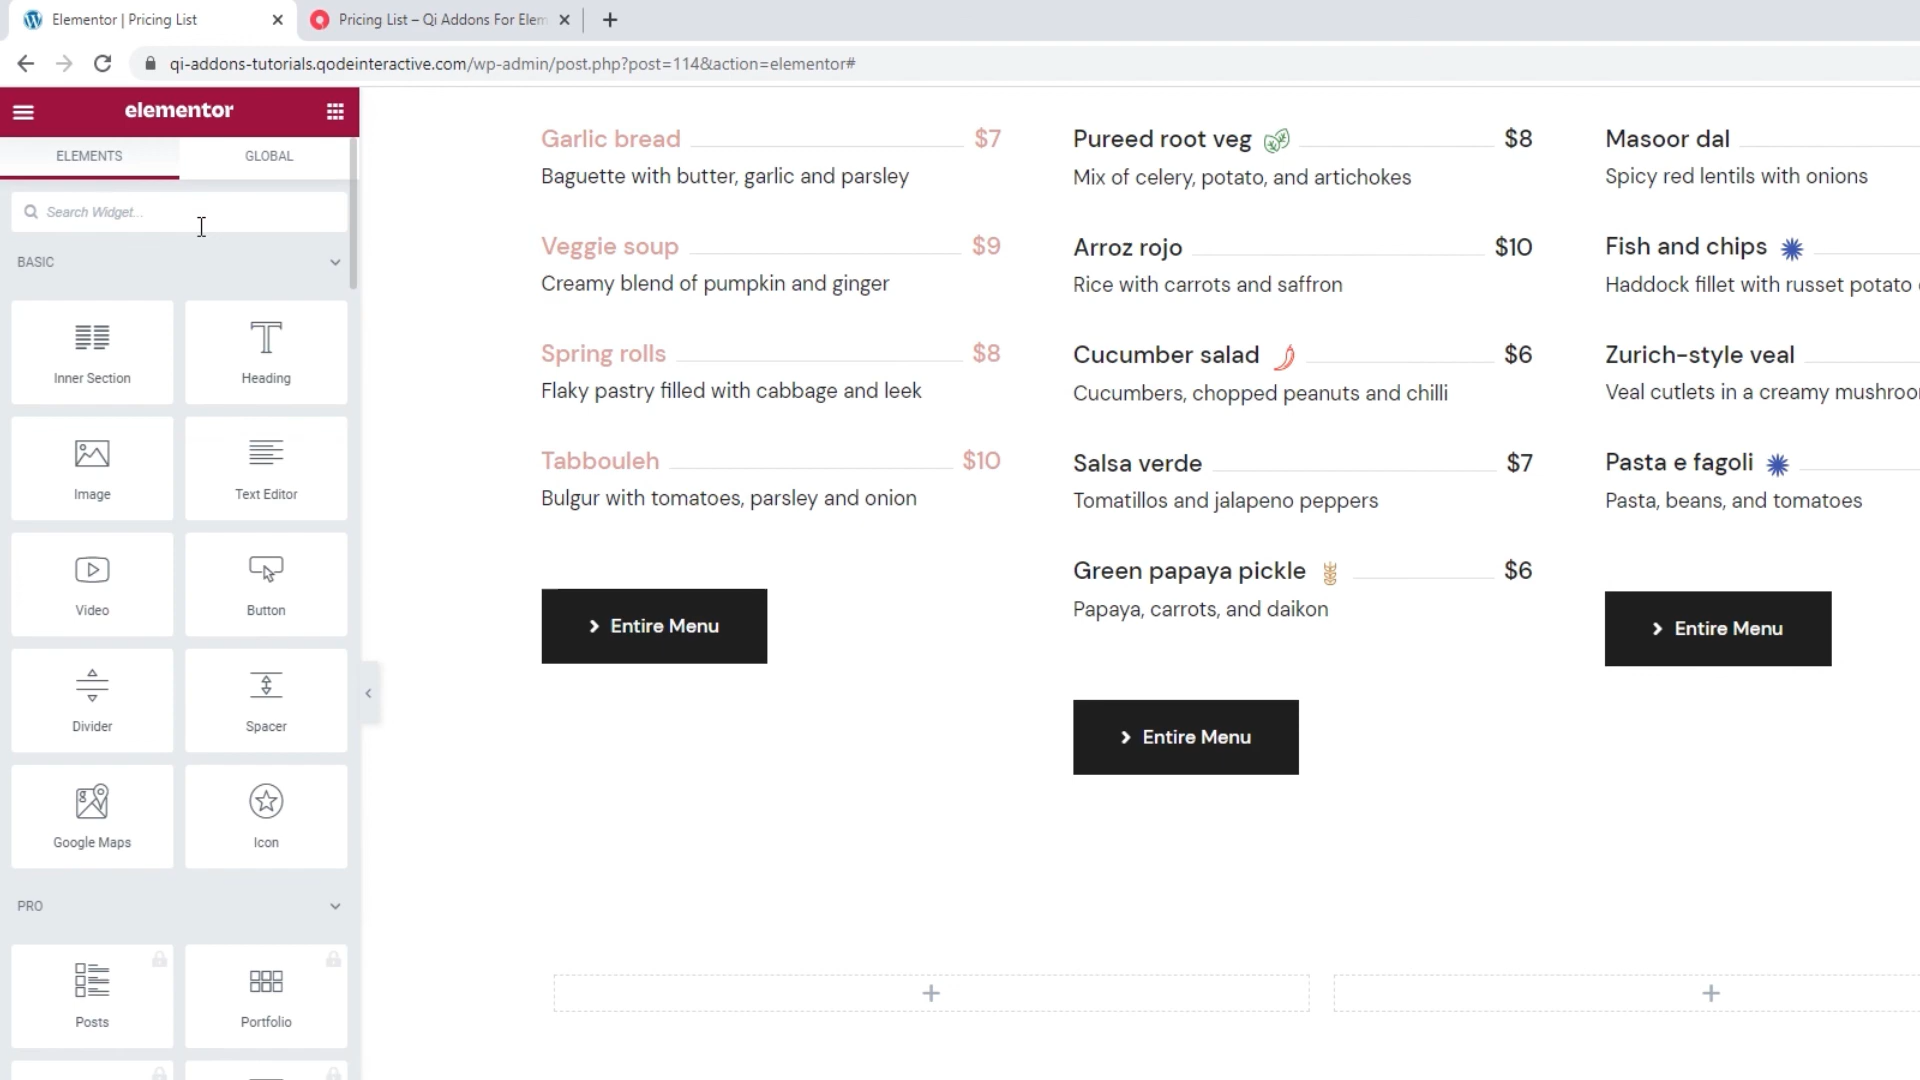 Elementor | Pricing List
Pricing List – Qi Addons For Elem
qi-addons-tutorials.qodeinteractive.com/wp-admin/post.php?post=114&action=elementor#
elementor
ELEMENTS
GLOBAL
Search Widget...
BASIC
Inner Section
Heading
Image
Text Editor
Video
Button
Divider
Spacer
Google Maps
Icon
PRO
Posts
Portfolio
Garlic bread $7
Baguette with butter, garlic and parsley
Veggie soup $9
Creamy blend of pumpkin and ginger
Spring rolls $8
Flaky pastry filled with cabbage and leek
Tabbouleh $10
Bulgur with tomatoes, parsley and onion
Entire Menu
Pureed root veg $8
Mix of celery, potato, and artichokes
Arroz rojo $10
Rice with carrots and saffron
Cucumber salad $6
Cucumbers, chopped peanuts and chilli
Salsa verde $7
Tomatillos and jalapeno peppers
Green papaya pickle $6
Papaya, carrots, and daikon
Entire Menu
Masoor dal
Spicy red lentils with onions
Fish and chips
Haddock fillet with russet potato
Zurich-style veal
Veal cutlets in a creamy mushroo
Pasta e fagoli
Pasta, beans, and tomatoes
Entire Menu